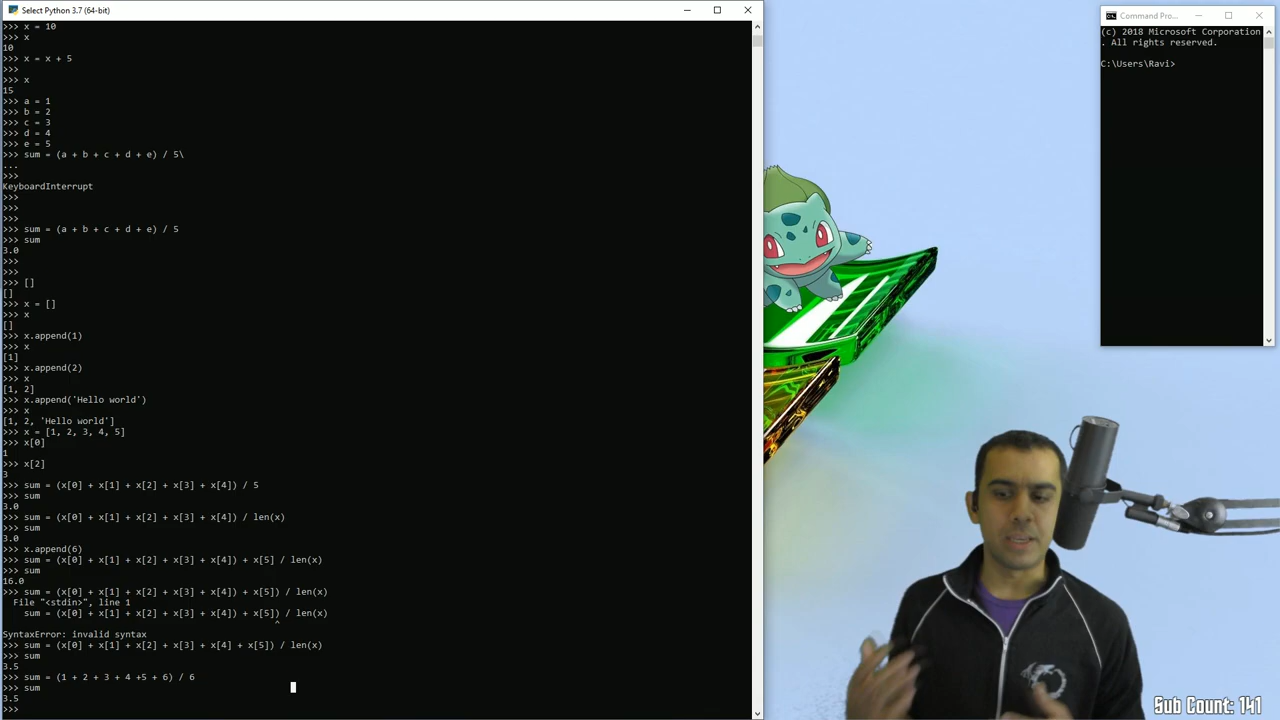 Select Python 3.7 (64-bit)
>>> x = 10
>>> x
10
>>> x = x + 5
>>>
>>> x
15
>>> a = 1
>>> b = 2
>>> c = 3
>>> d = 4
>>> e = 5
>>> sum = (a + b + c + d + e) / 5\
...
>>>
KeyboardInterrupt
>>>
>>>
>>>
>>> sum = (a + b + c + d + e) / 5
>>> sum
3.0
>>>
>>>
>>> []
[]
>>> x = []
>>> x
[]
>>> x.append(1)
>>> x
[1]
>>> x.append(2)
>>> x
[1, 2]
>>> x.append('Hello world')
>>> x
[1, 2, 'Hello world']
>>> x = [1, 2, 3, 4, 5]
>>> x[0]
1
>>> x[2]
3
>>> sum = (x[0] + x[1] + x[2] + x[3] + x[4]) / 5
>>> sum
3.0
>>> sum = (x[0] + x[1] + x[2] + x[3] + x[4]) / len(x)
>>> sum
3.0
>>> x.append(6)
>>> sum = (x[0] + x[1] + x[2] + x[3] + x[4]) + x[5] / len(x)
>>> sum
16.0
>>> sum = (x[0] + x[1] + x[2] + x[3] + x[4]) + x[5]) / len(x)
File "<stdin>", line 1
sum = (x[0] + x[1] + x[2] + x[3] + x[4]) + x[5]) / len(x)
^
SyntaxError: invalid syntax
>>> sum = (x[0] + x[1] + x[2] + x[3] + x[4] + x[5]) / len(x)
>>> sum
3.5
>>> sum = (1 + 2 + 3 + 4 +5 + 6) / 6
>>> sum
3.5
>>>
Command Pro...
(c) 2018 Microsoft Corporation
. All rights reserved.
C:\Users\Ravi>
Sub Count: 141